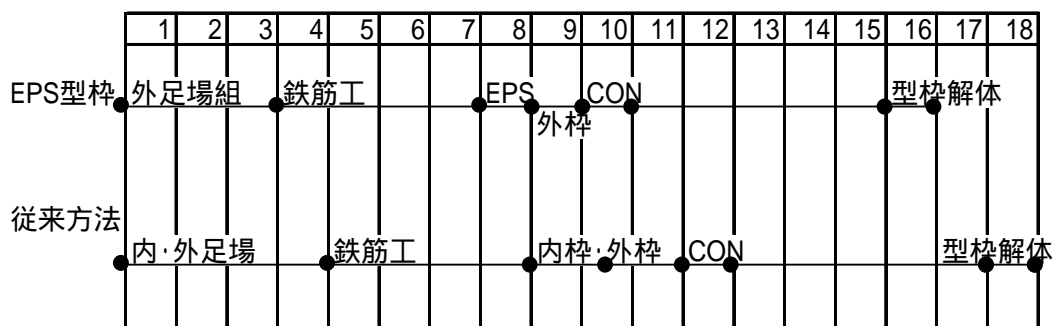 1 2 3 4 5 6 7 8 9 10 11 12 13 14 15 16 17 18
EPS型枠 外足場組 鉄筋工 EPS CON 型枠解体
外枠
従来方法
内・外足場 鉄筋工 内枠・外枠 CON 型枠解体